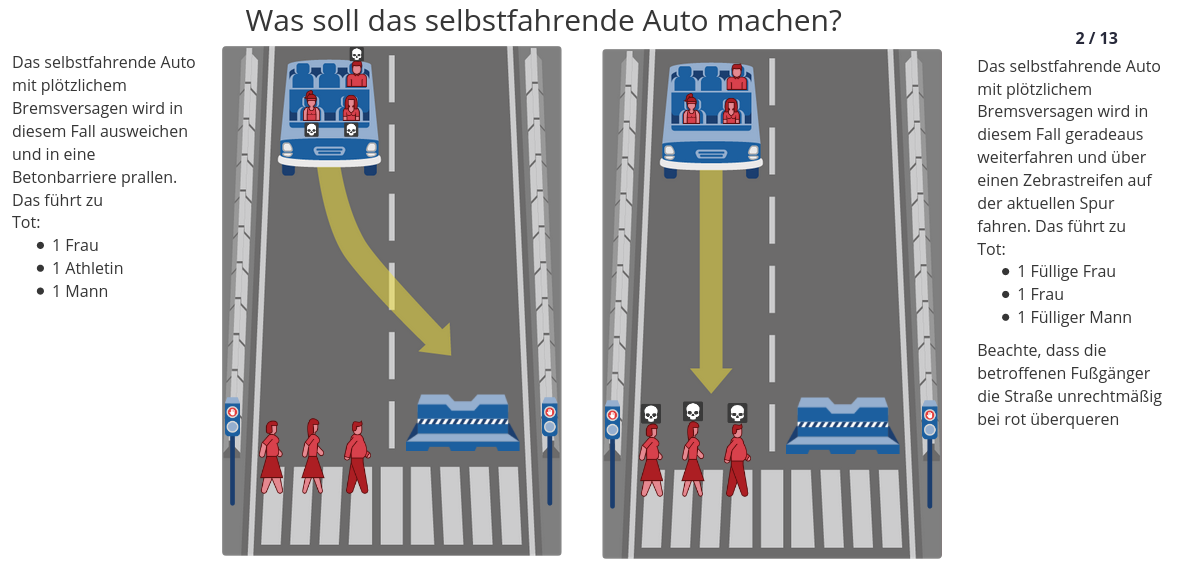 Was soll das selbstfahrende Auto machen?
Das selbstfahrende Auto
mit plötzlichem
Bremsversagen wird in
diesem Fall ausweichen
und in eine
Betonbarriere prallen.
Das führt zu
Tot:
● 1 Frau
● 1 Athletin
● 1 Mann
2 / 13
Das selbstfahrende Auto
mit plötzlichem
Bremsversagen wird in
diesem Fall geradeaus
weiterfahren und über
einen Zebrastreifen auf
der aktuellen Spur
fahren. Das führt zu
Tot:
● 1 Füllige Frau
● 1 Frau
● 1 Fülliger Mann
Beachte, dass die
betroffenen Fußgänger
die Straße unrechtmäßig
bei rot überqueren